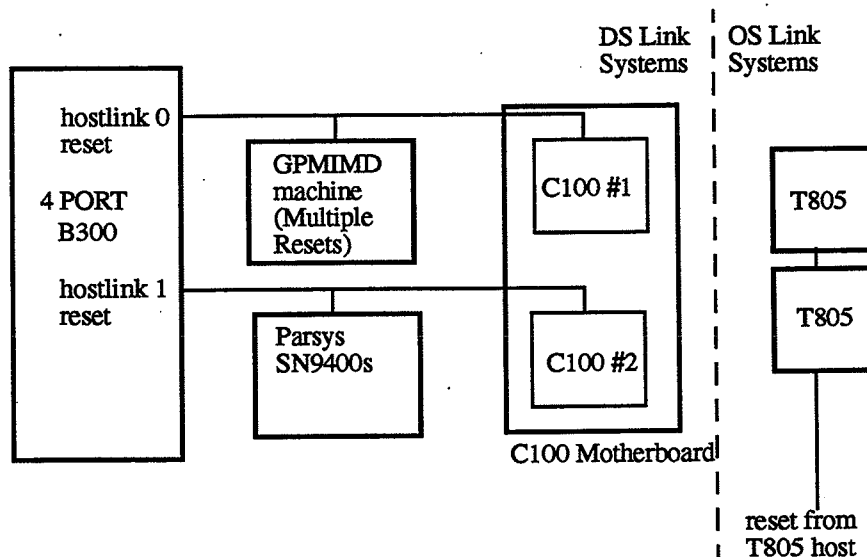 DS Link
Systems
OS Link
Systems
hostlink 0
reset
4 PORT
B300
hostlink 1
reset
GPMIMD
machine
(Multiple
Resets)
Parsys
SN9400s
C100 #1
C100 #2
C100 Motherboard
T805
T805
reset from
T805 host